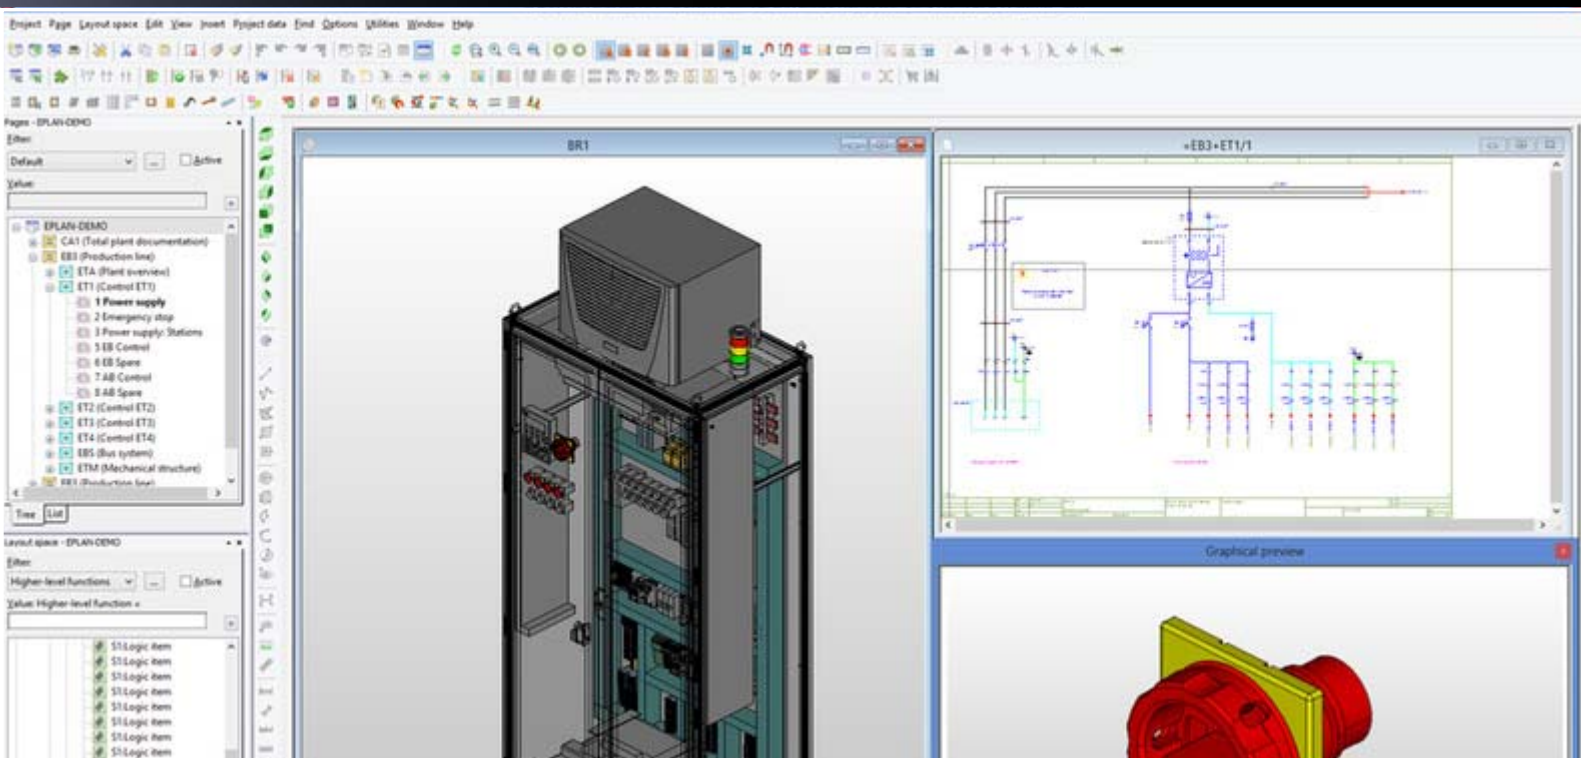 Project Page Layout space Edit View Insert Project data Find Options Utilities Window Help
Pages - EPLAN-DEMO
Filter:
Default
...
Active
Value:
EPLAN-DEMO
CA1 (Total plant documentation)
EB3 (Production line)
ETA (Plant overview)
ET1 (Control ET1)
1 Power supply
2 Emergency stop
3 Power supply: Stations
5 EB Control
6 EB Spare
7 AB Control
8 AB Spare
ET2 (Control ET2)
ET3 (Control ET3)
ET4 (Control ET4)
EBS (Bus system)
ETM (Mechanical structure)
Tree List
Layout space - EPLAN-DEMO
Filter:
Higher-level functions
...
Active
Value: Higher-level function =
S1:Logic item
S1:Logic item
S1:Logic item
S1:Logic item
S1:Logic item
S1:Logic item
S1:Logic item
S1:Logic item
BR1
=EB3+ET1/1
Graphical preview